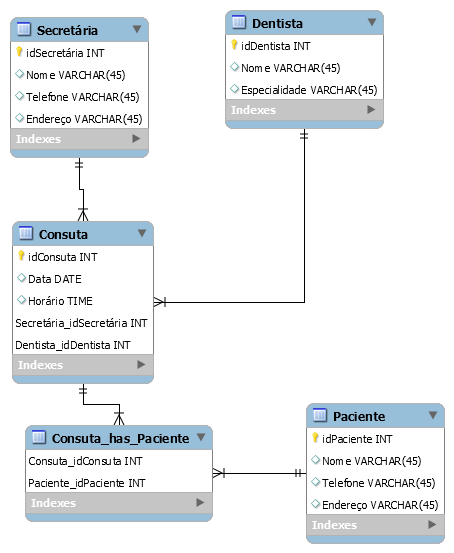 Secretária
idSecretária INT
Nome VARCHAR(45)
Telefone VARCHAR(45)
Endereço VARCHAR(45)
Indexes
Dentista
idDentista INT
Nome VARCHAR(45)
Especialidade VARCHAR(45)
Indexes
Consuta
idConsuta INT
Data DATE
Horário TIME
Secretária_idSecretária INT
Dentista_idDentista INT
Indexes
Consuta_has_Paciente
Consuta_idConsuta INT
Paciente_idPaciente INT
Indexes
Paciente
idPaciente INT
Nome VARCHAR(45)
Telefone VARCHAR(45)
Endereço VARCHAR(45)
Indexes